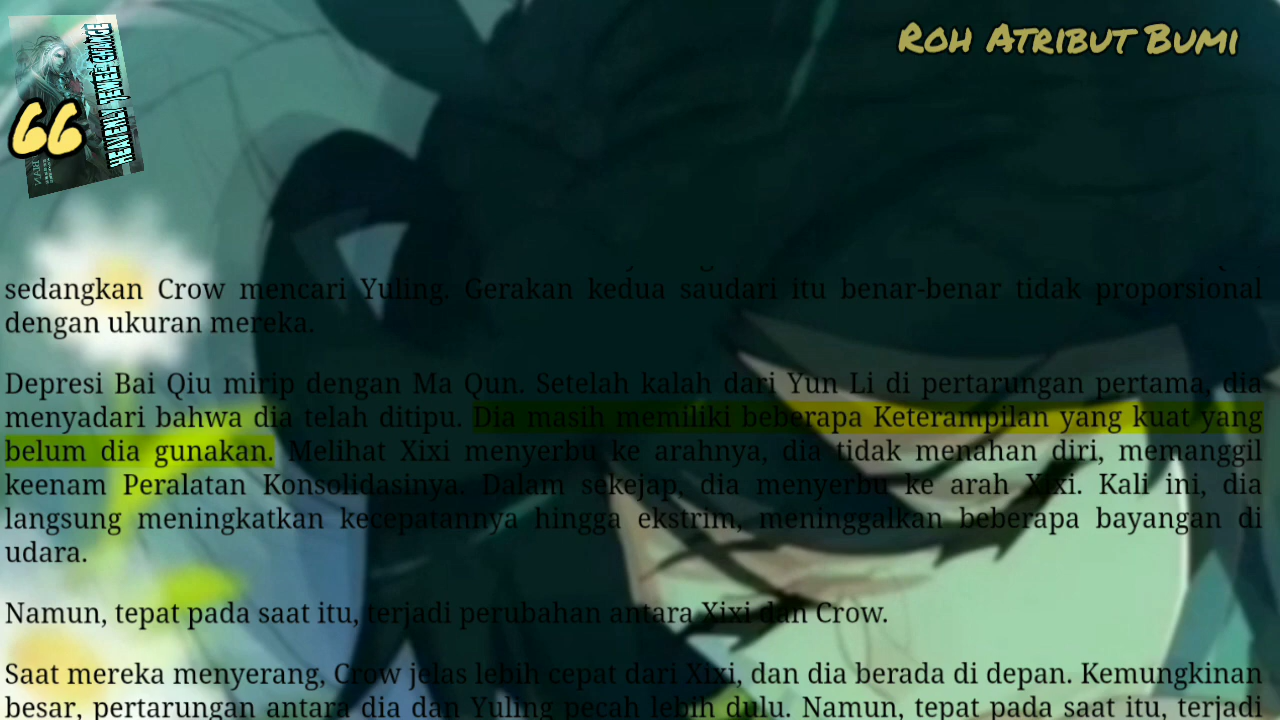 66
HEAVENLY JEWEL CHANGE
Roh Atribut Bumi
sedangkan Crow mencari Yuling. Gerakan kedua saudari itu benar-benar tidak proporsional
dengan ukuran mereka.
Depresi Bai Qiu mirip dengan Ma Qun. Setelah kalah dari Yun Li di pertarungan pertama, dia
menyadari bahwa dia telah ditipu. Dia masih memiliki beberapa Keterampilan yang kuat yang
belum dia gunakan. Melihat Xixi menyerbu ke arahnya, dia tidak menahan diri, memanggil
keenam Peralatan Konsolidasinya. Dalam sekejap, dia menyerbu ke arah Xixi. Kali ini, dia
langsung meningkatkan kecepatannya hingga ekstrim, meninggalkan beberapa bayangan di
udara.
Namun, tepat pada saat itu, terjadi perubahan antara Xixi dan Crow.
Saat mereka menyerang, Crow jelas lebih cepat dari Xixi, dan dia berada di depan. Kemungkinan
besar, pertarungan antara dia dan Yuling pecah lebih dulu. Namun, tepat pada saat itu, terjadi